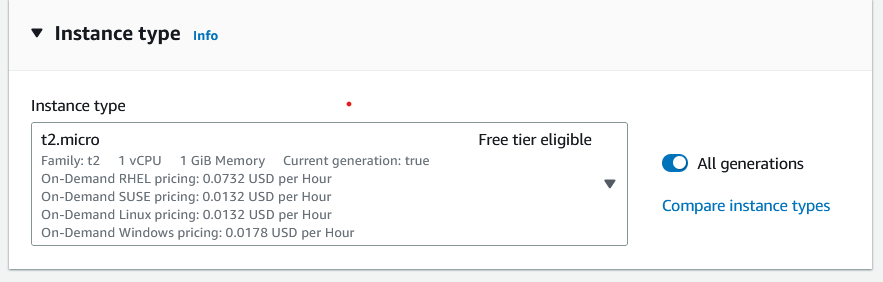 Instance type Info
Instance type
t2.micro Free tier eligible
Family: t2 1 vCPU 1 GiB Memory Current generation: true
On-Demand RHEL pricing: 0.0732 USD per Hour
On-Demand SUSE pricing: 0.0132 USD per Hour
On-Demand Linux pricing: 0.0132 USD per Hour
On-Demand Windows pricing: 0.0178 USD per Hour
All generations
Compare instance types